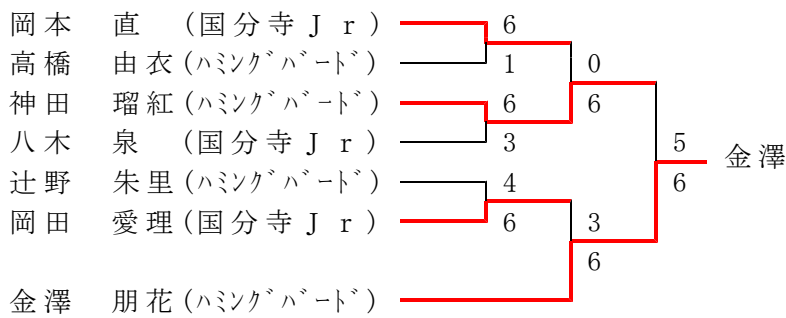 岡本 直 (国分寺Jr) 6
高橋 由衣(ﾊﾐﾝｸﾞﾊﾞｰﾄﾞ) 1 0
神田 瑠紅(ﾊﾐﾝｸﾞﾊﾞｰﾄﾞ) 6 6
八木 泉 (国分寺Jr) 3 5 金澤
辻野 朱里(ﾊﾐﾝｸﾞﾊﾞｰﾄﾞ) 4 6
岡田 愛理(国分寺Jr) 6 3
6
金澤 朋花(ﾊﾐﾝｸﾞﾊﾞｰﾄﾞ)